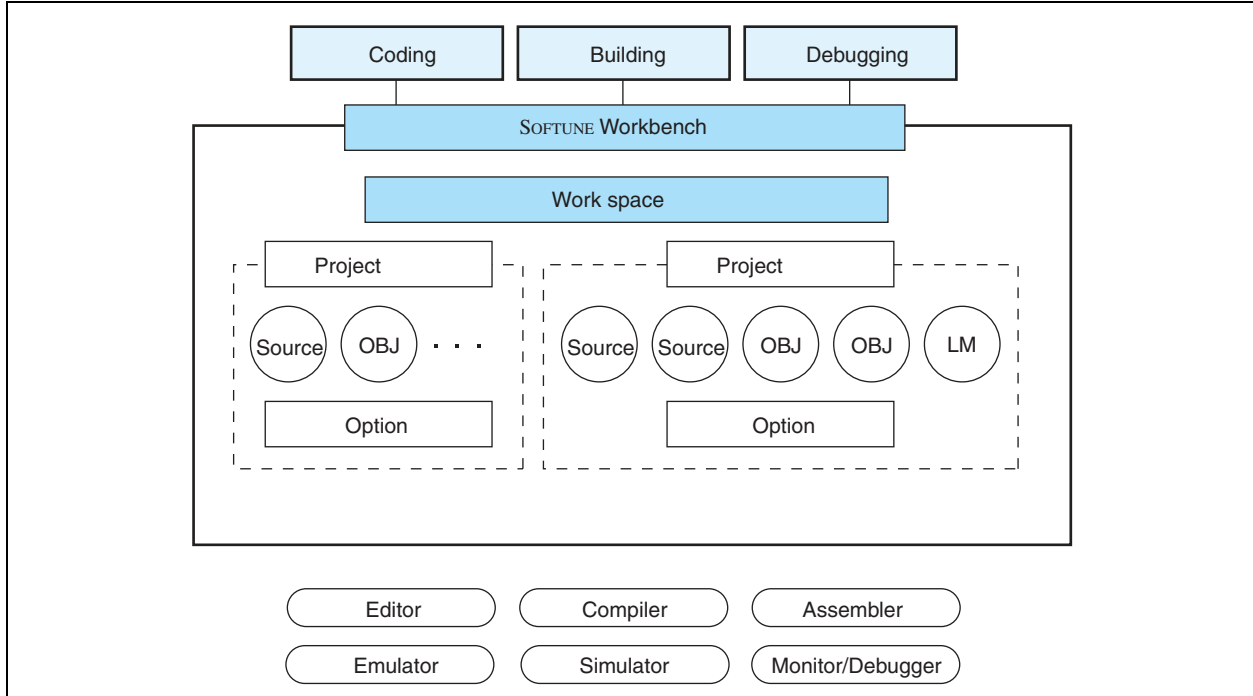 Coding Building Debugging
SOFTUNE Workbench
Work space
Project Project
Source OBJ . . . Source Source OBJ OBJ LM
Option Option
Editor Compiler Assembler
Emulator Simulator Monitor/Debugger